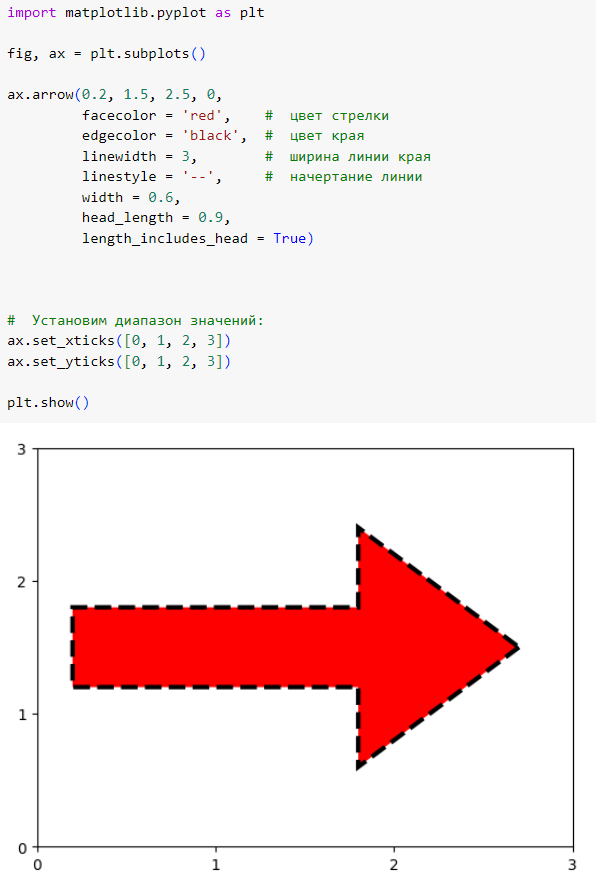 import matplotlib.pyplot as plt
fig, ax = plt.subplots()
ax.arrow(0.2, 1.5, 2.5, 0,
facecolor = 'red',    #  цвет стрелки
edgecolor = 'black',  #  цвет края
linewidth = 3,        #  ширина линии края
linestyle = '--',     #  начертание линии
width = 0.6,
head_length = 0.9,
length_includes_head = True)
#  Установим диапазон значений:
ax.set_xticks([0, 1, 2, 3])
ax.set_yticks([0, 1, 2, 3])
plt.show()
3
2
1
0
0 1 2 3